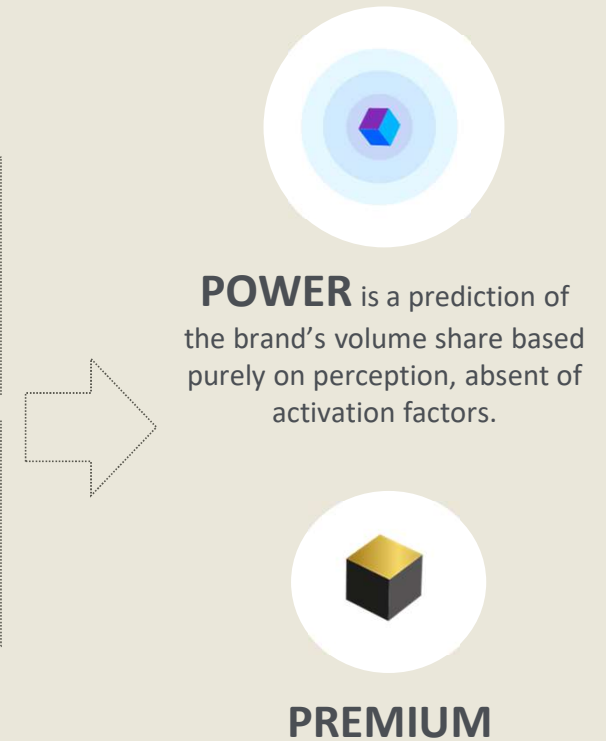 POWER is a prediction of
the brand’s volume share based
purely on perception, absent of
activation factors.
PREMIUM